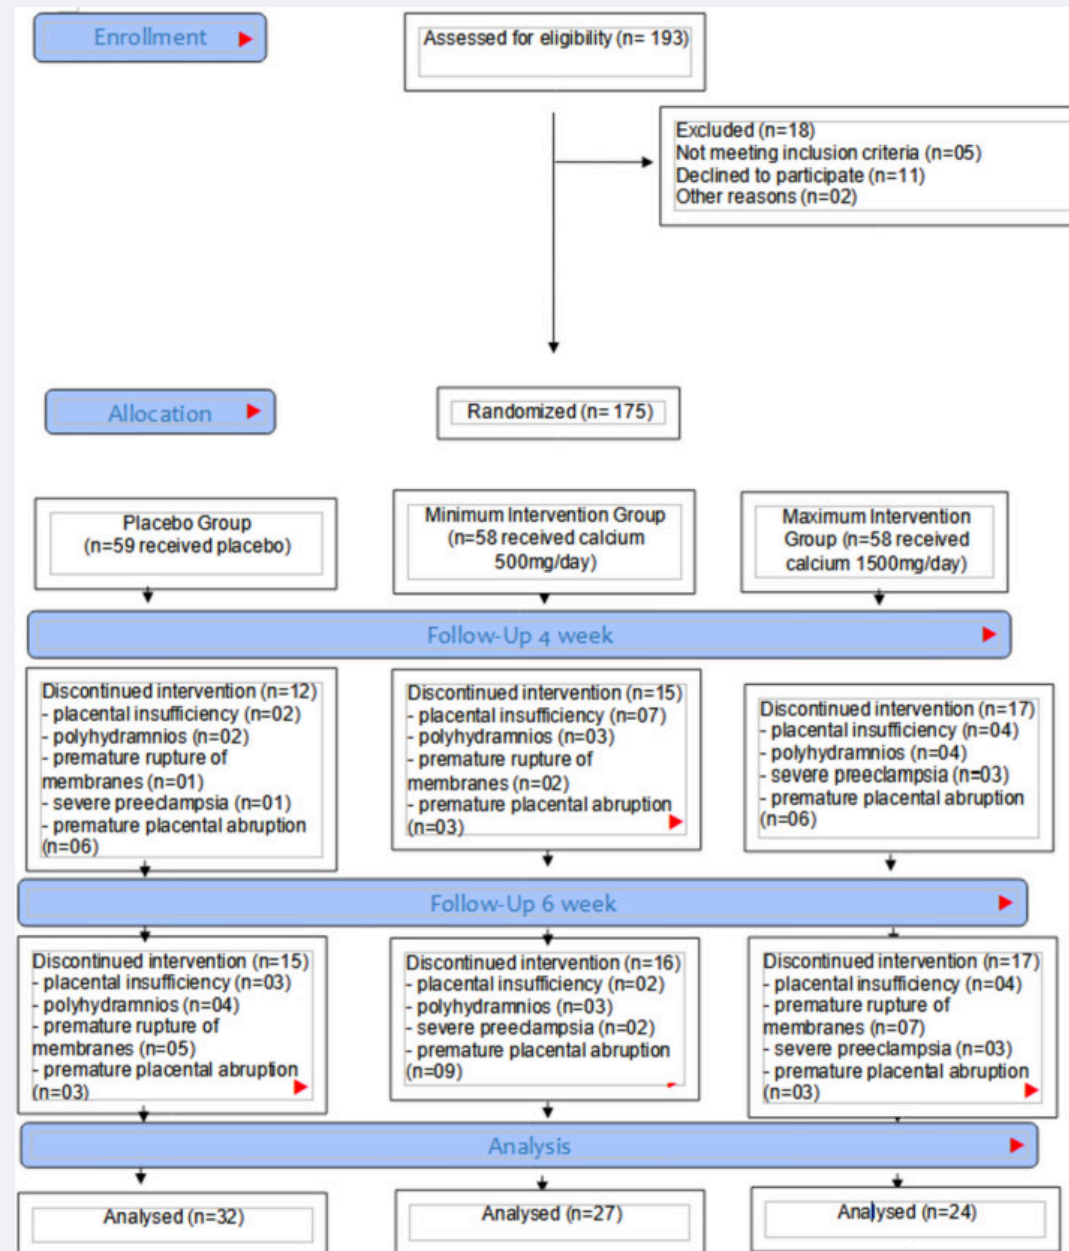 Enrollment
Assessed for eligibility (n= 193)
Excluded (n=18)
Not meeting inclusion criteria (n=05)
Declined to participate (n=11)
Other reasons (n=02)
Allocation
Randomized (n= 175)
Placebo Group
(n=59 received placebo)
Minimum Intervention Group
(n=58 received calcium
500mg/day)
Maximum Intervention
Group (n=58 received
calcium 1500mg/day)
Follow-Up 4 week
Discontinued intervention (n=12)
- placental insufficiency (n=02)
- polyhydramnios (n=02)
- premature rupture of
membranes (n=01)
- severe preeclampsia (n=01)
- premature placental abruption
(n=06)
Discontinued intervention (n=15)
- placental insufficiency (n=07)
- polyhydramnios (n=03)
- premature rupture of
membranes (n=02)
- premature placental abruption
(n=03)
Discontinued intervention (n=17)
- placental insufficiency (n=04)
- polyhydramnios (n=04)
- severe preeclampsia (n=03)
- premature placental abruption
(n=06)
Follow-Up 6 week
Discontinued intervention (n=15)
- placental insufficiency (n=03)
- polyhydramnios (n=04)
- premature rupture of
membranes (n=05)
- premature placental abruption
(n=03)
Discontinued intervention (n=16)
- placental insufficiency (n=02)
- polyhydramnios (n=03)
- severe preeclampsia (n=02)
- premature placental abruption
(n=09)
Discontinued intervention (n=17)
- placental insufficiency (n=04)
- premature rupture of
membranes (n=07)
- severe preeclampsia (n=03)
- premature placental abruption
(n=03)
Analysis
Analysed (n=32)
Analysed (n=27)
Analysed (n=24)